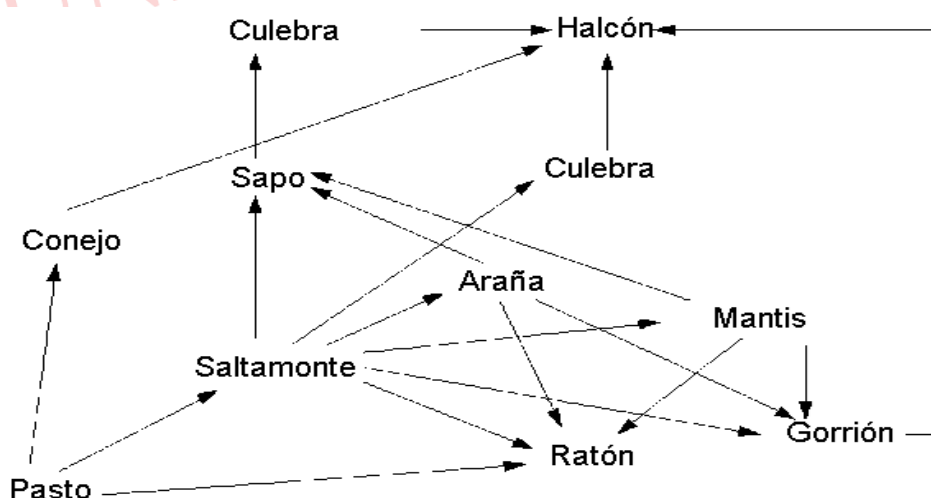 Culebra
Halcón
Sapo
Culebra
Conejo
Araña
Mantis
Saltamonte
Gorrión
Ratón
Pasto